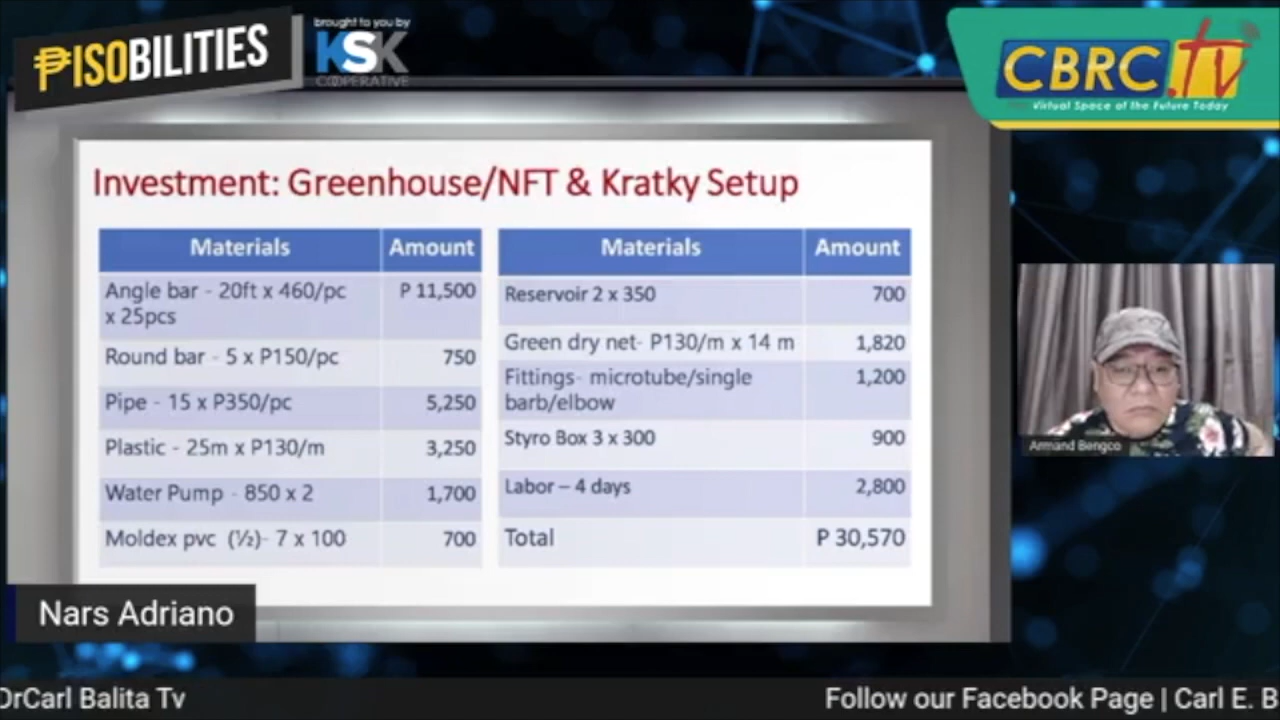 ₱ISOBILITIES
brought to you by
KSK
COOPERATIVE
CBRC.tv
Virtual Space of the Future Today
Investment: Greenhouse/NFT & Kratky Setup
Materials Amount
Angle bar - 20ft x 460/pc x 25pcs P 11,500
Round bar - 5 x P150/pc 750
Pipe - 15 x P350/pc 5,250
Plastic - 25m x P130/m 3,250
Water Pump - 850 x 2 1,700
Moldex pvc (½)- 7 x 100 700
Materials Amount
Reservoir 2 x 350 700
Green dry net- P130/m x 14 m 1,820
Fittings- microtube/single barb/elbow 1,200
Styro Box 3 x 300 900
Labor – 4 days 2,800
Total P 30,570
Armand Bengco
Nars Adriano
DrCarl Balita Tv
Follow our Facebook Page | Carl E. B